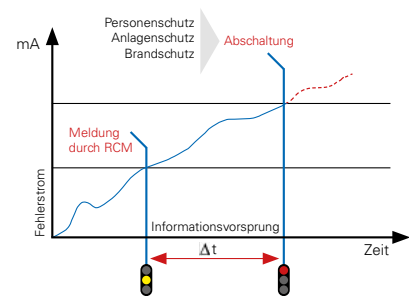 Personenschutz
Anlagenschutz
Brandschutz
Abschaltung
mA
Meldung
durch RCM
Fehlerstrom
Informationsvorsprung
Δt
Zeit